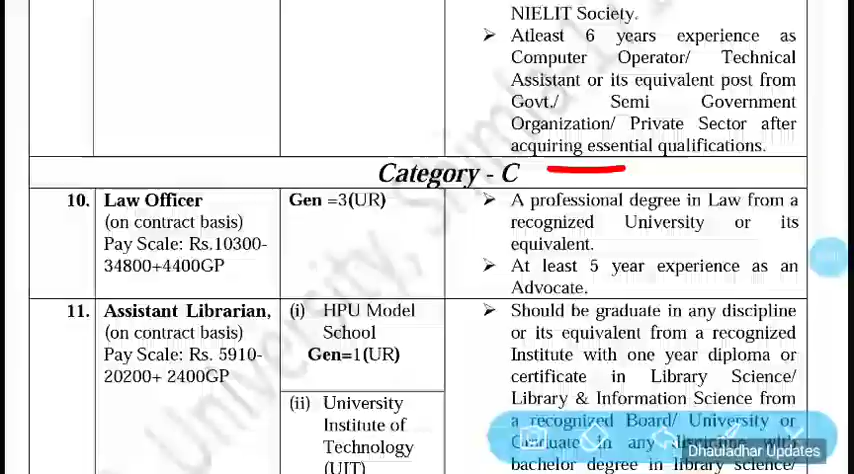 NIELIT Society.
➢ Atleast 6 years experience as
Computer Operator/ Technical
Assistant or its equivalent post from
Govt./ Semi Government
Organization/ Private Sector after
acquiring essential qualifications.
Category - C
10. Law Officer
(on contract basis)
Pay Scale: Rs.10300-
34800+4400GP
Gen =3(UR)
➢ A professional degree in Law from a
recognized University or its
equivalent.
➢ At least 5 year experience as an
Advocate.
11. Assistant Librarian,
(on contract basis)
Pay Scale: Rs. 5910-
20200+ 2400GP
(i) HPU Model
School
Gen=1(UR)
(ii) University
Institute of
Technology
(UIT)
➢ Should be graduate in any discipline
or its equivalent from a recognized
Institute with one year diploma or
certificate in Library Science/
Library & Information Science from
a recognized Board/ University or
Graduate in any discipline with
bachelor degree in library science
University, Shimla-
Dhauladhar Updates